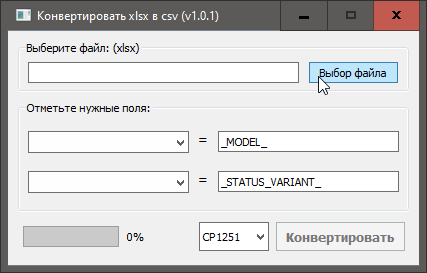 Конвертировать xlsx в csv (v1.0.1)
Выберите файл: (xlsx)
Выбор файла
Отметьте нужные поля:
= _MODEL_
= _STATUS_VARIANT_
0% CP1251 Конвертировать